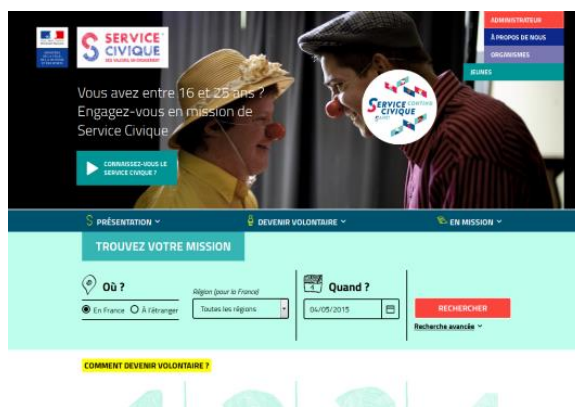 SERVICE
CIVIQUE
ADMINISTRATEUR
À PROPOS DE NOUS
ORGANISMES
JEUNES
Vous avez entre 16 et 25 ans ?
Engagez-vous en mission de
Service Civique
SERVICE
CIVIQUE
CONNAISSEZ-VOUS LE
SERVICE CIVIQUE ?
PRÉSENTATION
DEVENIR VOLONTAIRE
EN MISSION
TROUVEZ VOTRE MISSION
Où ?
En France À l'étranger
Région (pour la France)
Toutes les régions
Quand ?
04/05/2015
RECHERCHER
Recherche avancée
COMMENT DEVENIR VOLONTAIRE ?